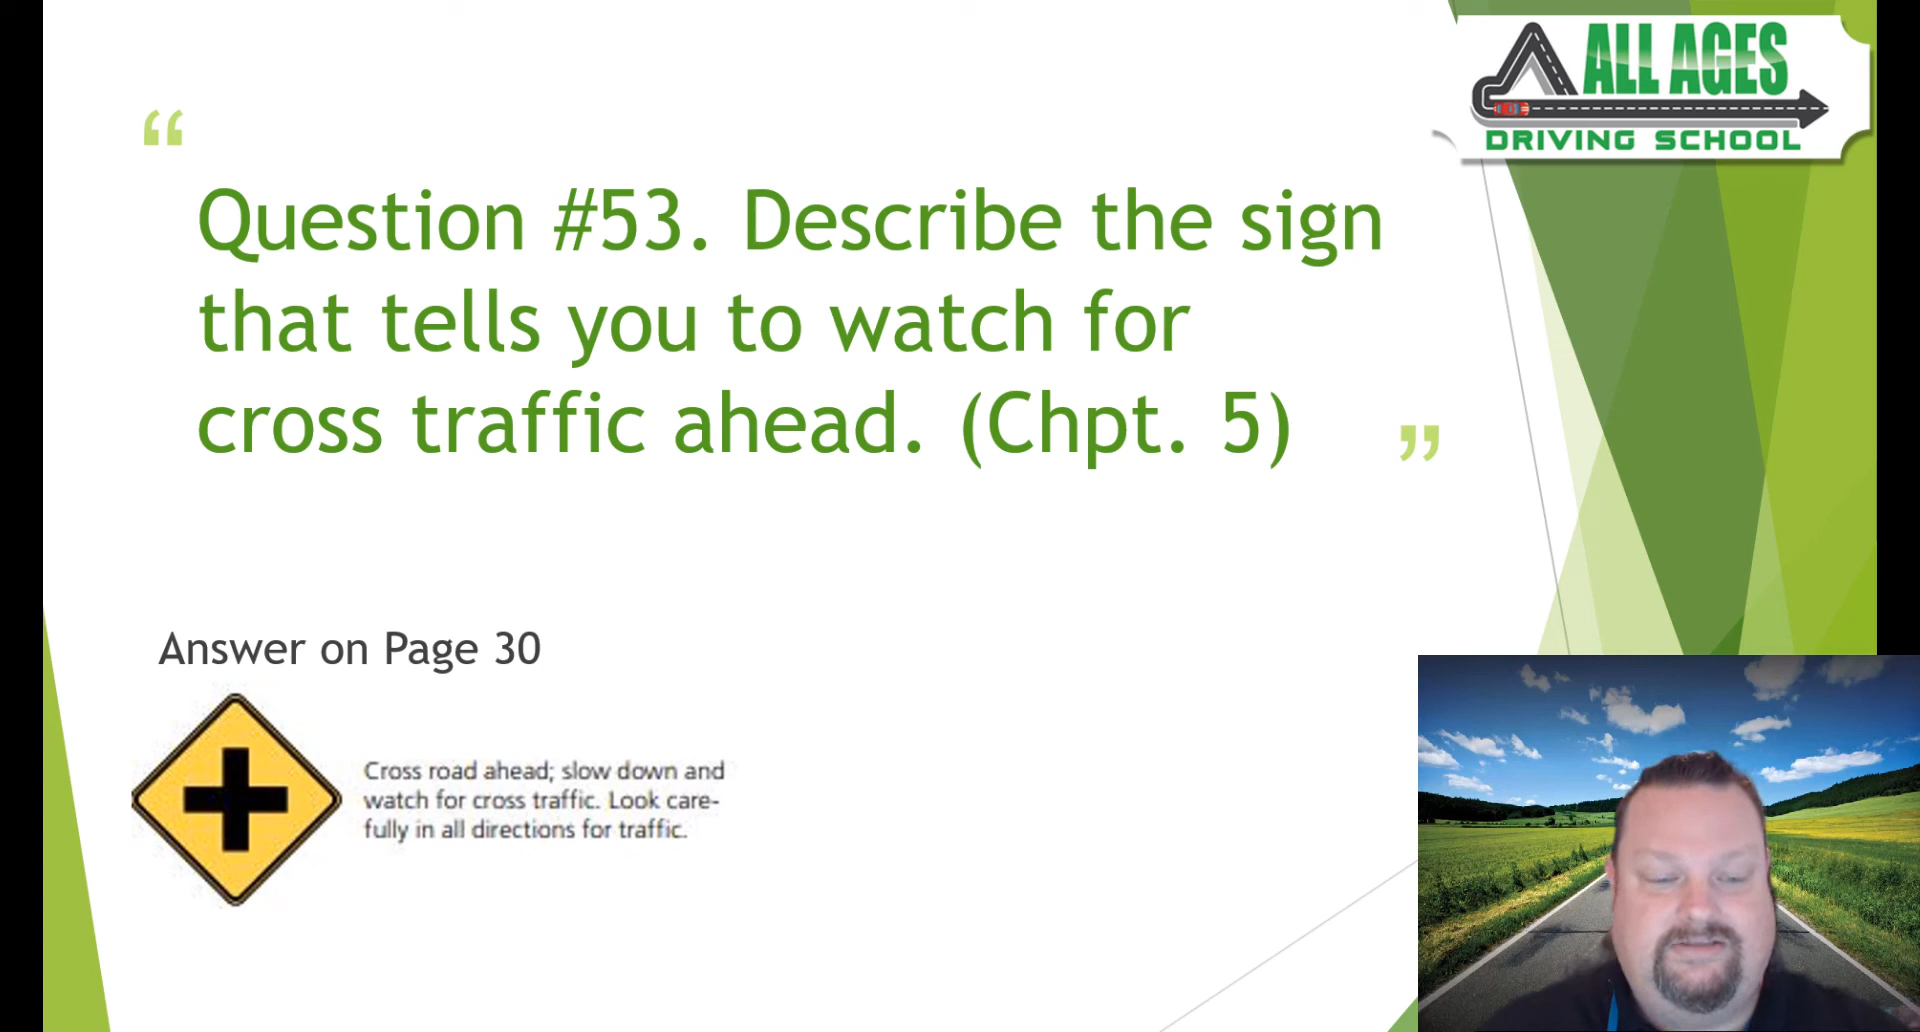 ALL AGES
DRIVING SCHOOL
“
Question #53. Describe the sign
that tells you to watch for
cross traffic ahead. (Chpt. 5)
”
Answer on Page 30
Cross road ahead; slow down and
watch for cross traffic. Look care-
fully in all directions for traffic.